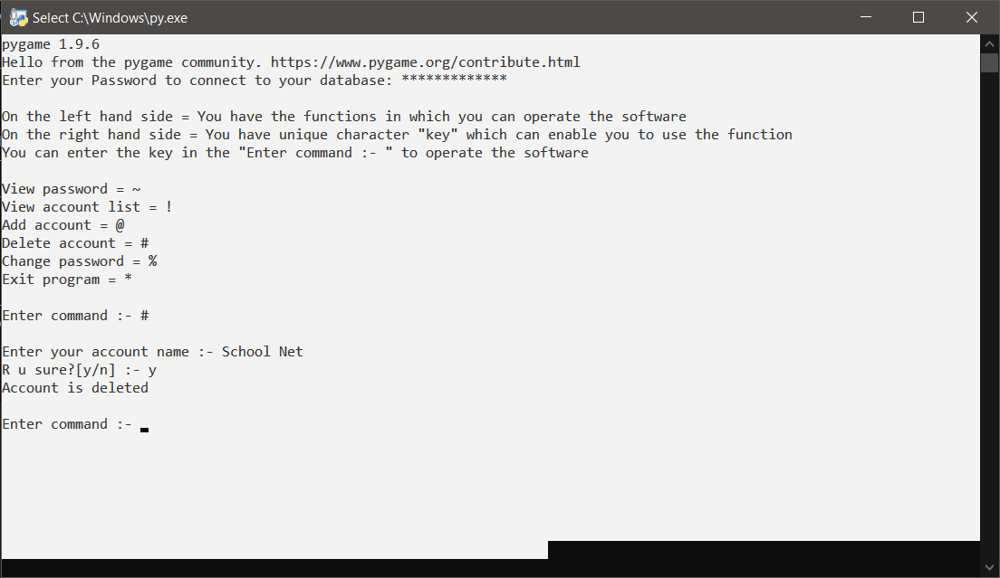 Select C:\Windows\py.exe
pygame 1.9.6
Hello from the pygame community. https://www.pygame.org/contribute.html
Enter your Password to connect to your database: *************
On the left hand side = You have the functions in which you can operate the software
On the right hand side = You have unique character "key" which can enable you to use the function
You can enter the key in the "Enter command :- " to operate the software
View password = ~
View account list = !
Add account = @
Delete account = #
Change password = %
Exit program = *
Enter command :- #
Enter your account name :- School Net
R u sure?[y/n] :- y
Account is deleted
Enter command :-